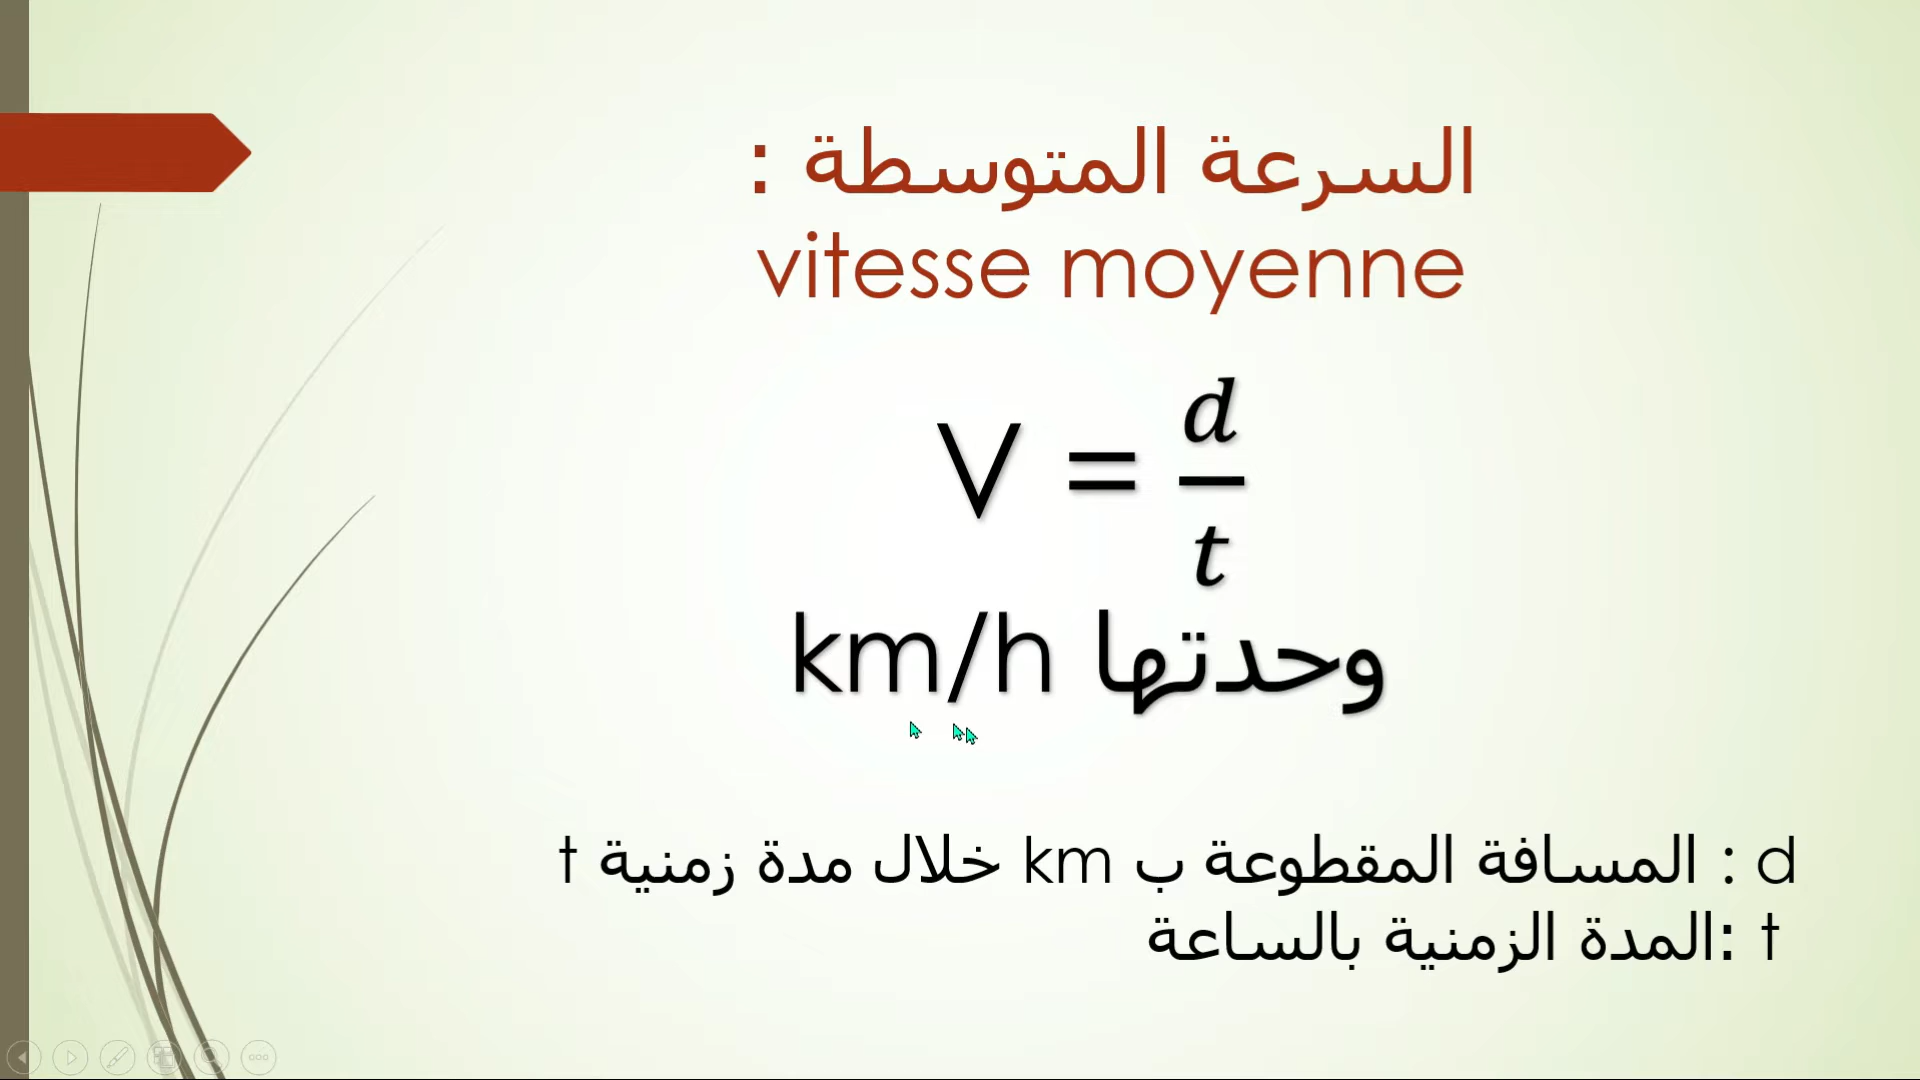 السرعة المتوسطة :
vitesse moyenne
V = d/t
وحدتها km/h
d : المسافة المقطوعة ب km خلال مدة زمنية t
t :المدة الزمنية بالساعة